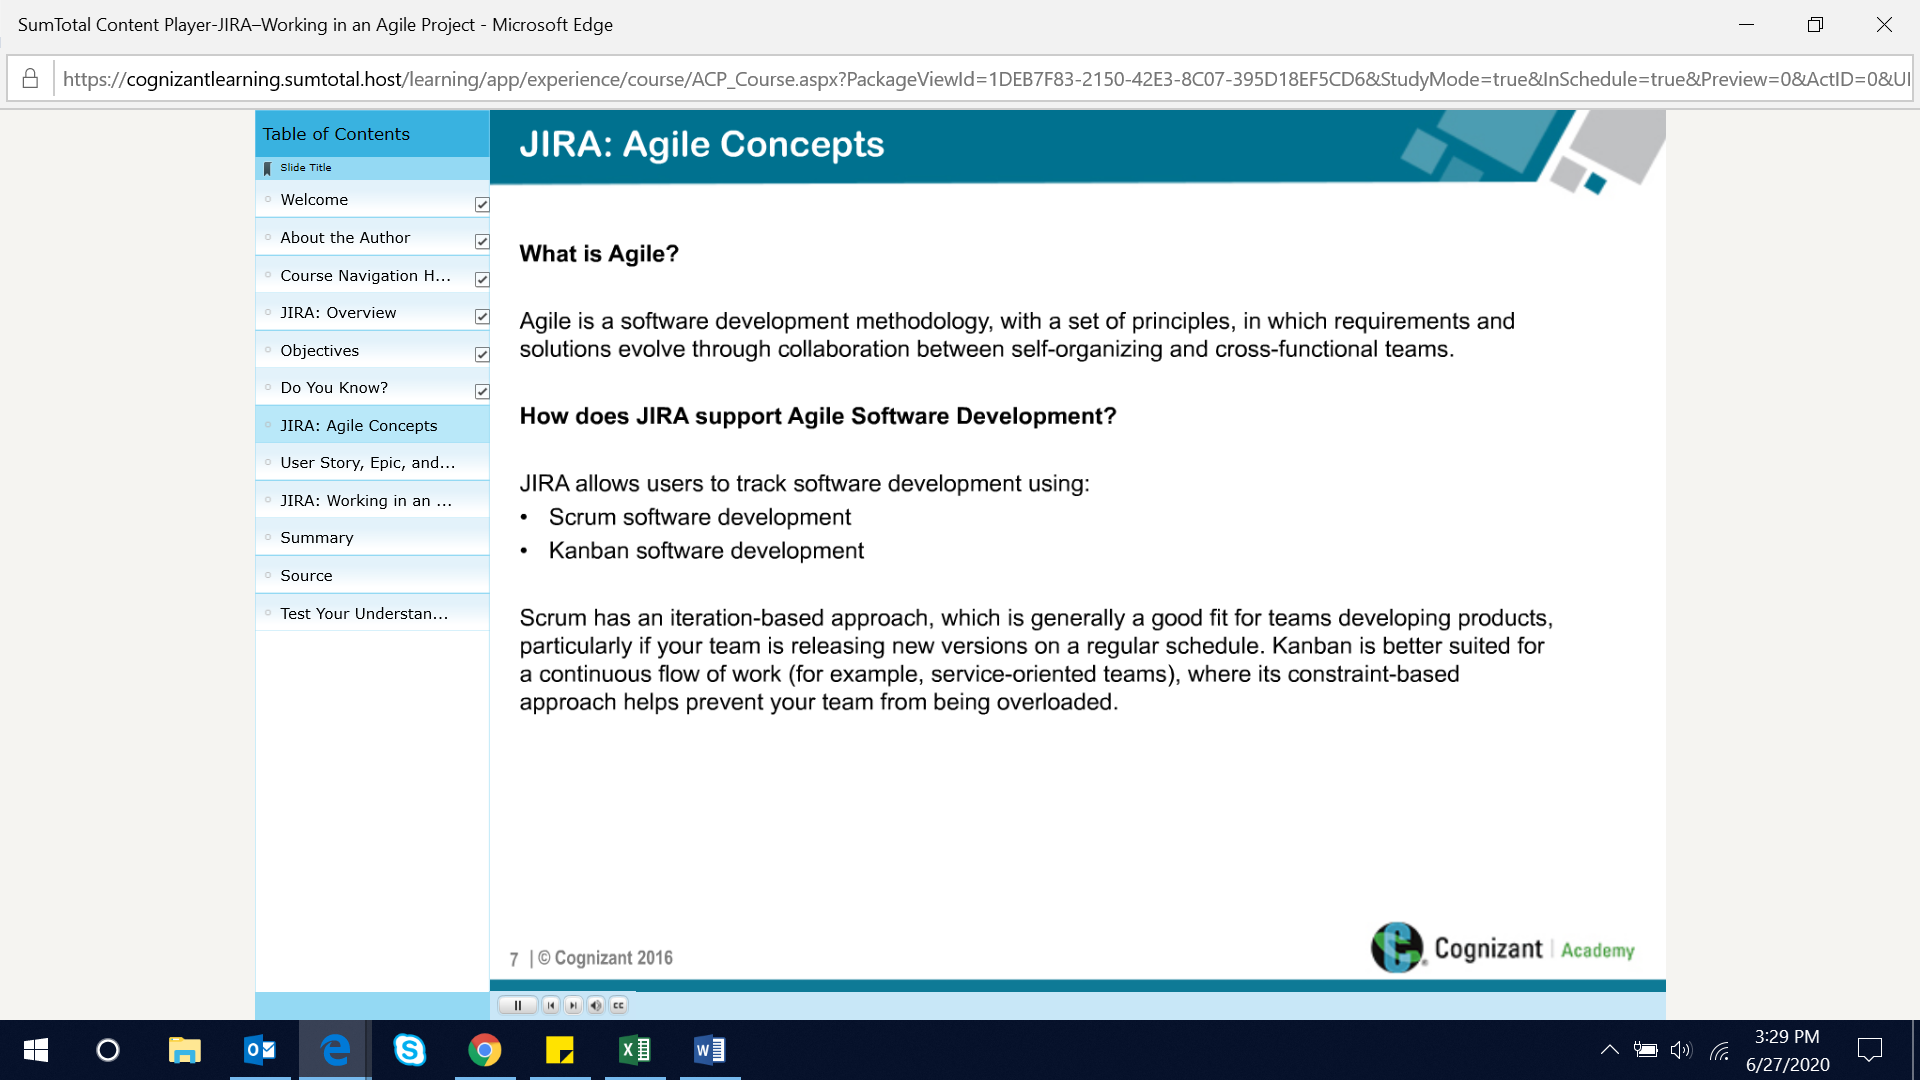 SumTotal Content Player-JIRA–Working in an Agile Project - Microsoft Edge
https://cognizantlearning.sumtotal.host/learning/app/experience/course/ACP_Course.aspx?PackageViewId=1DEB7F83-2150-42E3-8C07-395D18EF5CD6&StudyMode=true&InSchedule=true&Preview=0&ActID=0&UI
Table of Contents
Slide Title
Welcome
About the Author
Course Navigation H...
JIRA: Overview
Objectives
Do You Know?
JIRA: Agile Concepts
User Story, Epic, and...
JIRA: Working in an ...
Summary
Source
Test Your Understan...
JIRA: Agile Concepts
What is Agile?
Agile is a software development methodology, with a set of principles, in which requirements and
solutions evolve through collaboration between self-organizing and cross-functional teams.
How does JIRA support Agile Software Development?
JIRA allows users to track software development using:
• Scrum software development
• Kanban software development
Scrum has an iteration-based approach, which is generally a good fit for teams developing products,
particularly if your team is releasing new versions on a regular schedule. Kanban is better suited for
a continuous flow of work (for example, service-oriented teams), where its constraint-based
approach helps prevent your team from being overloaded.
7 | © Cognizant 2016
Cognizant | Academy
CC
3:29 PM
6/27/2020